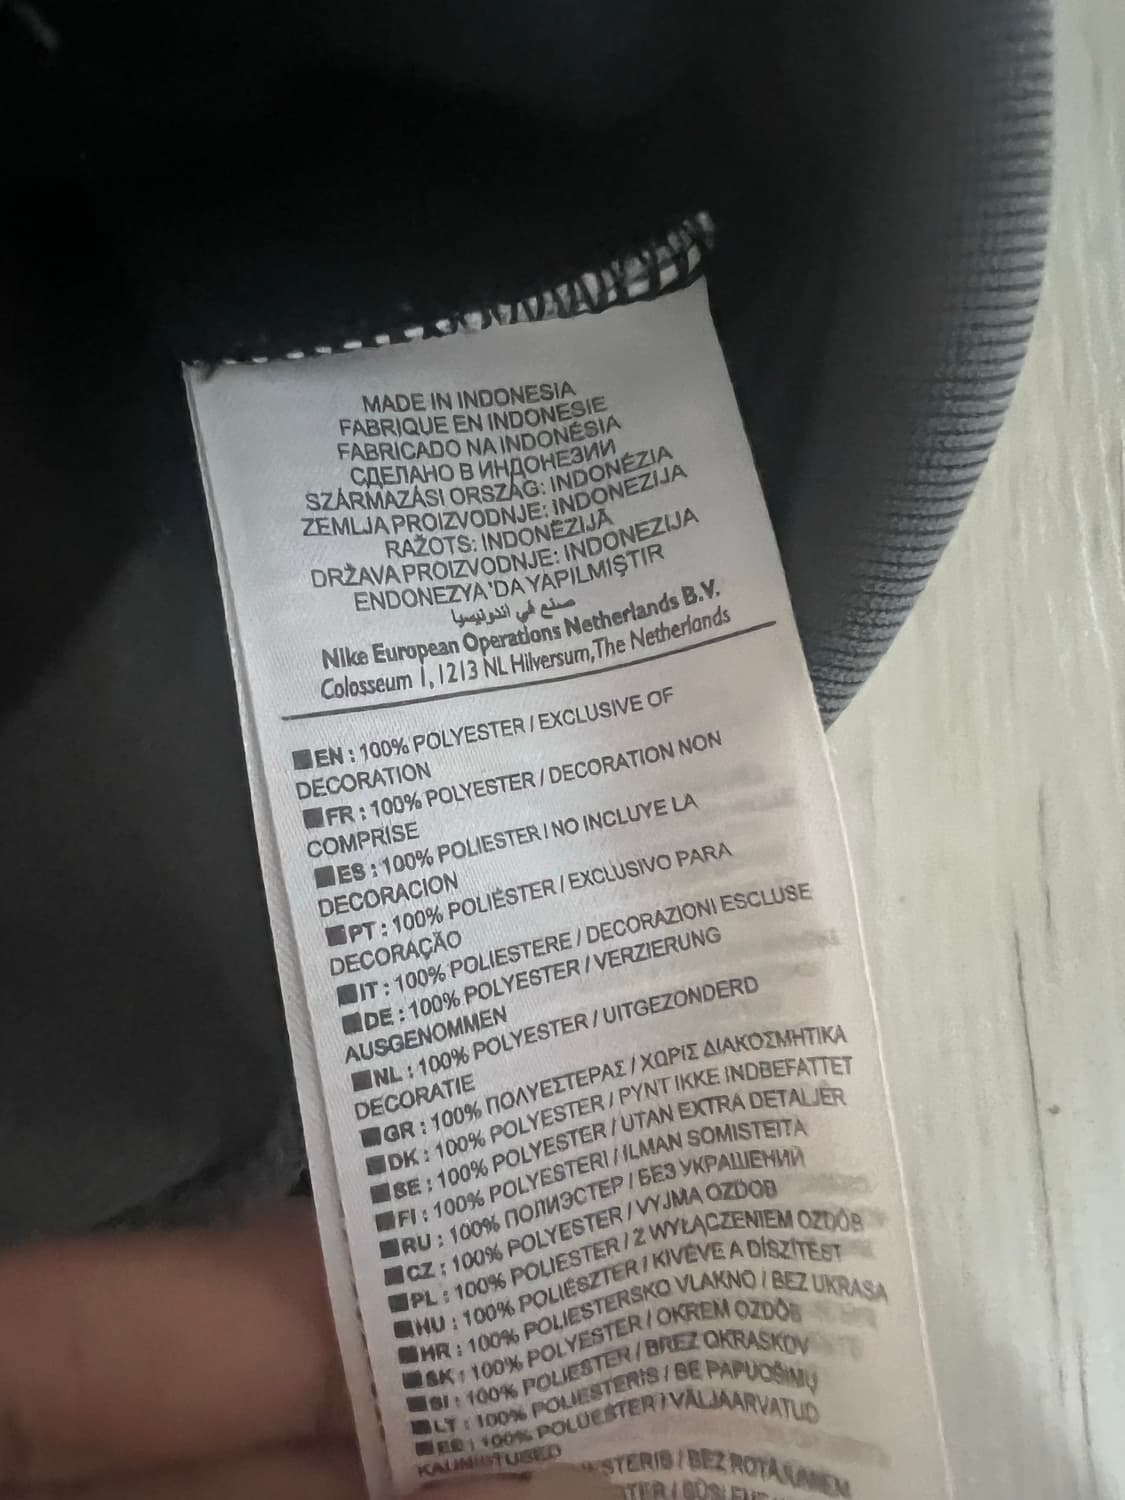 MADE IN INDONESIA
FABRIQUE EN INDONESIE
FABRICADO NA INDONÉSIA
СДЕЛАНО В ИНДОНЕЗИИ
SZÁRMAZÁSI ORSZÁG: INDONÉZIA
ZEMLJA PROIZVODNJE: INDONEZIJA
RAŽOTS: INDONĒZIJĀ
DRŽAVA PROIZVODNJE: INDONEZIJA
ENDONEZYA'DA YAPILMIŞTIR
صنع في اندونيسيا
Nike European Operations Netherlands B.V.
Colosseum 1, 1213 NL Hilversum,The Netherlands
EN : 100% POLYESTER / EXCLUSIVE OF
DECORATION
FR : 100% POLYESTER / DECORATION NON
COMPRISE
ES : 100% POLIESTER / NO INCLUYE LA
DECORACION
PT : 100% POLIÉSTER / EXCLUSIVO PARA
DECORAÇÃO
IT : 100% POLIESTERE / DECORAZIONI ESCLUSE
DE : 100% POLYESTER / VERZIERUNG
AUSGENOMMEN
NL : 100% POLYESTER / UITGEZONDERD
DECORATIE
GR : 100% ΠΟΛΥΕΣΤΕΡΑΣ / ΧΩΡΙΣ ΔΙΑΚΟΣΜΗΤΙΚΑ
DK : 100% POLYESTER / PYNT IKKE INDBEFATTET
SE : 100% POLYESTER / UTAN EXTRA DETALJER
FI : 100% POLYESTERI / ILMAN SOMISTEITA
RU : 100% ПОЛИЭСТЕР / БЕЗ УКРАШЕНИЙ
CZ : 100% POLYESTER / VYJMA OZDOB
PL : 100% POLIESTER / Z WYŁĄCZENIEM OZDÓB
HU : 100% POLIÉSZTER / KIVÉVE A DÍSZÍTÉST
HR : 100% POLIESTERSKO VLAKNO / BEZ UKRASA
SK : 100% POLYESTER / OKREM OZDÔB
SI : 100% POLIESTER / BREZ OKRASKOV
LT : 100% POLIESTERIS / BE PAPUOŠIMŲ
EE : 100% POLÜESTER / VÄLJAARVATUD
KAUNISTUSED
/ BEZ ROTĀJUMIEM